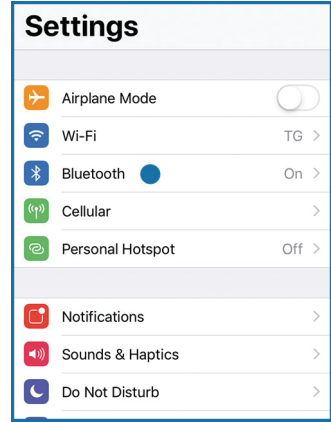 Settings
Airplane Mode
Wi-Fi TG
Bluetooth On
Cellular
Personal Hotspot Off
Notifications
Sounds & Haptics
Do Not Disturb